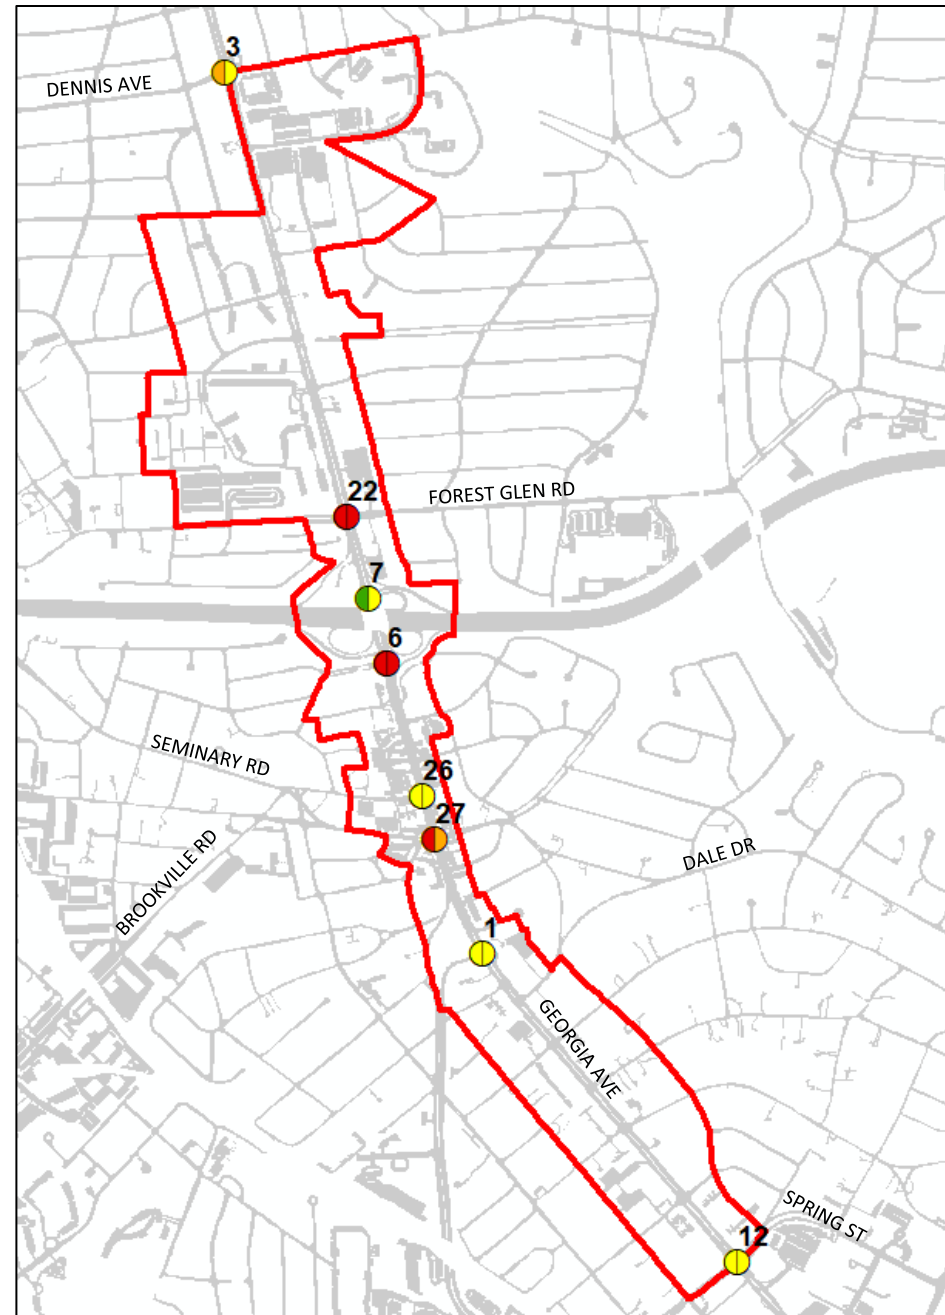 3
DENNIS AVE
22
FOREST GLEN RD
7
6
SEMINARY RD
26
27
BROOKVILLE RD
DALE DR
1
GEORGIA AVE
SPRING ST
12